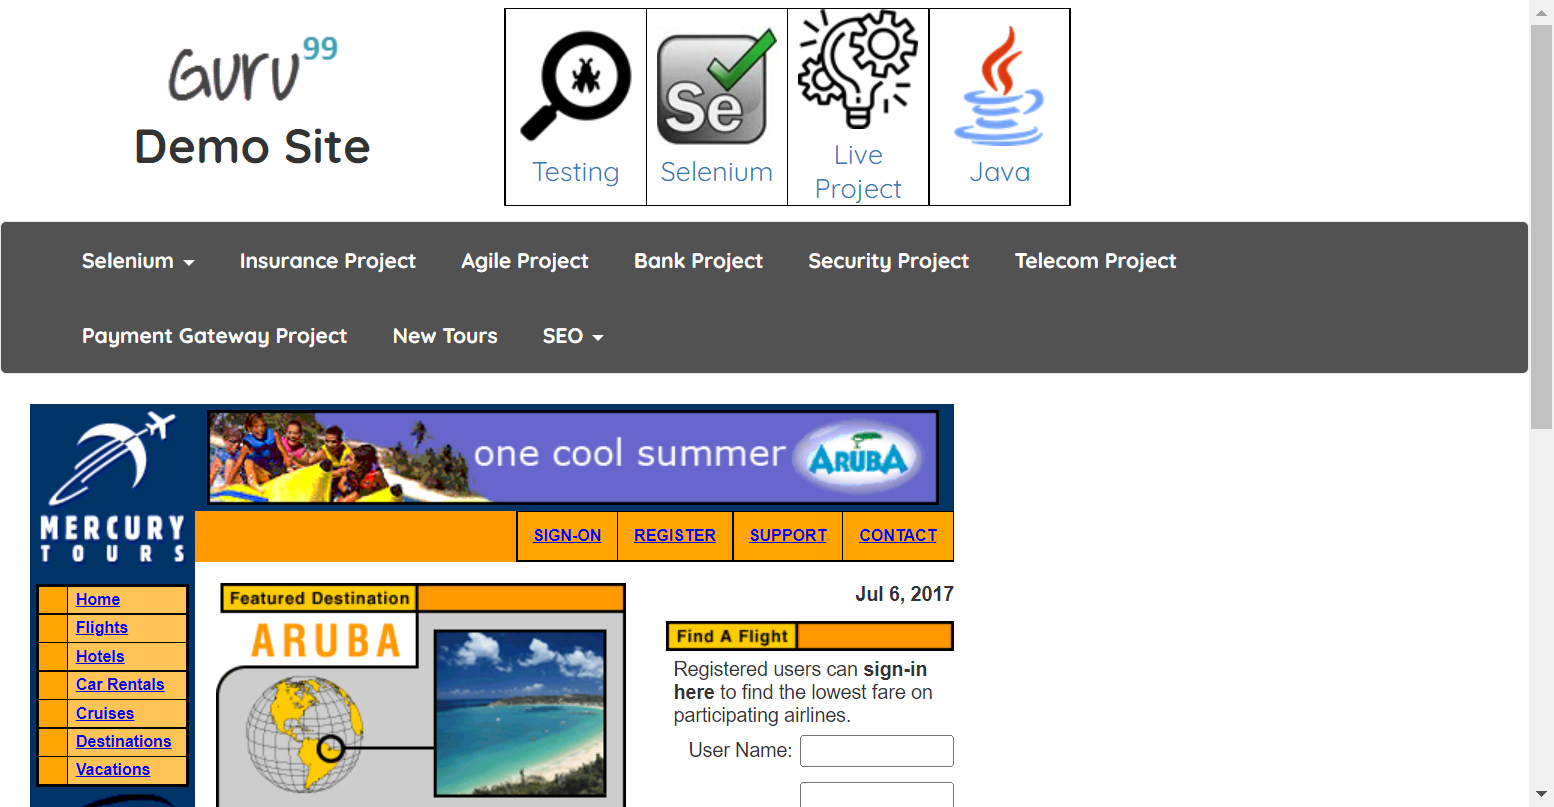 Guru99
Demo Site
Testing
Se
Selenium
Live
Project
Java
Selenium
Insurance Project
Agile Project
Bank Project
Security Project
Telecom Project
Payment Gateway Project
New Tours
SEO
MERCURY
TOURS
one cool summer
ARUBA
SIGN-ON
REGISTER
SUPPORT
CONTACT
Home
Flights
Hotels
Car Rentals
Cruises
Destinations
Vacations
Featured Destination
ARUBA
Jul 6, 2017
Find A Flight
Registered users can sign-in
here to find the lowest fare on
participating airlines.
User Name: